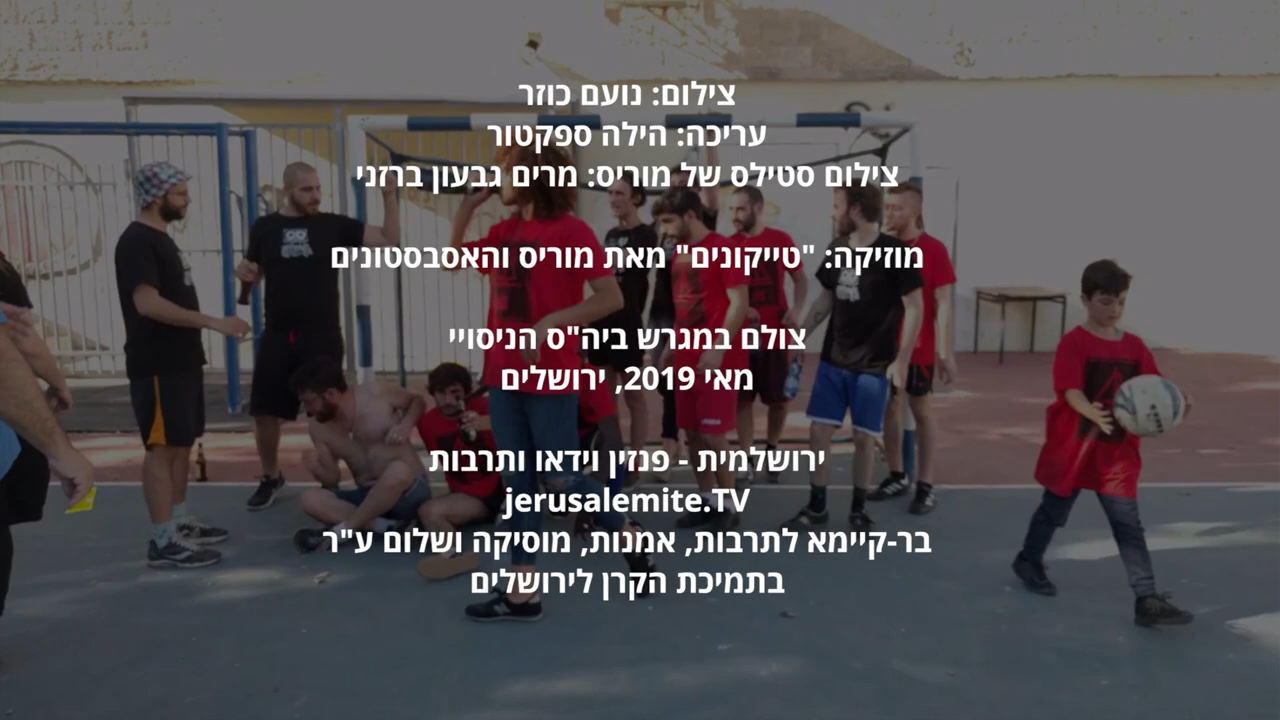 צילום: נועם כוזר
עריכה: הילה ספקטור
צילום סטילס של מוריס: מרים גבעון ברזני
מוזיקה: "טייקונים" מאת מוריס והאסבסטונים
צולם במגרש ביה"ס הניסויי
מאי 2019, ירושלים
ירושלמית - פנזין וידאו ותרבות
jerusalemite.TV
בר-קיימא לתרבות, אמנות, מוסיקה ושלום ע"ר
בתמיכת הקרן לירושלים